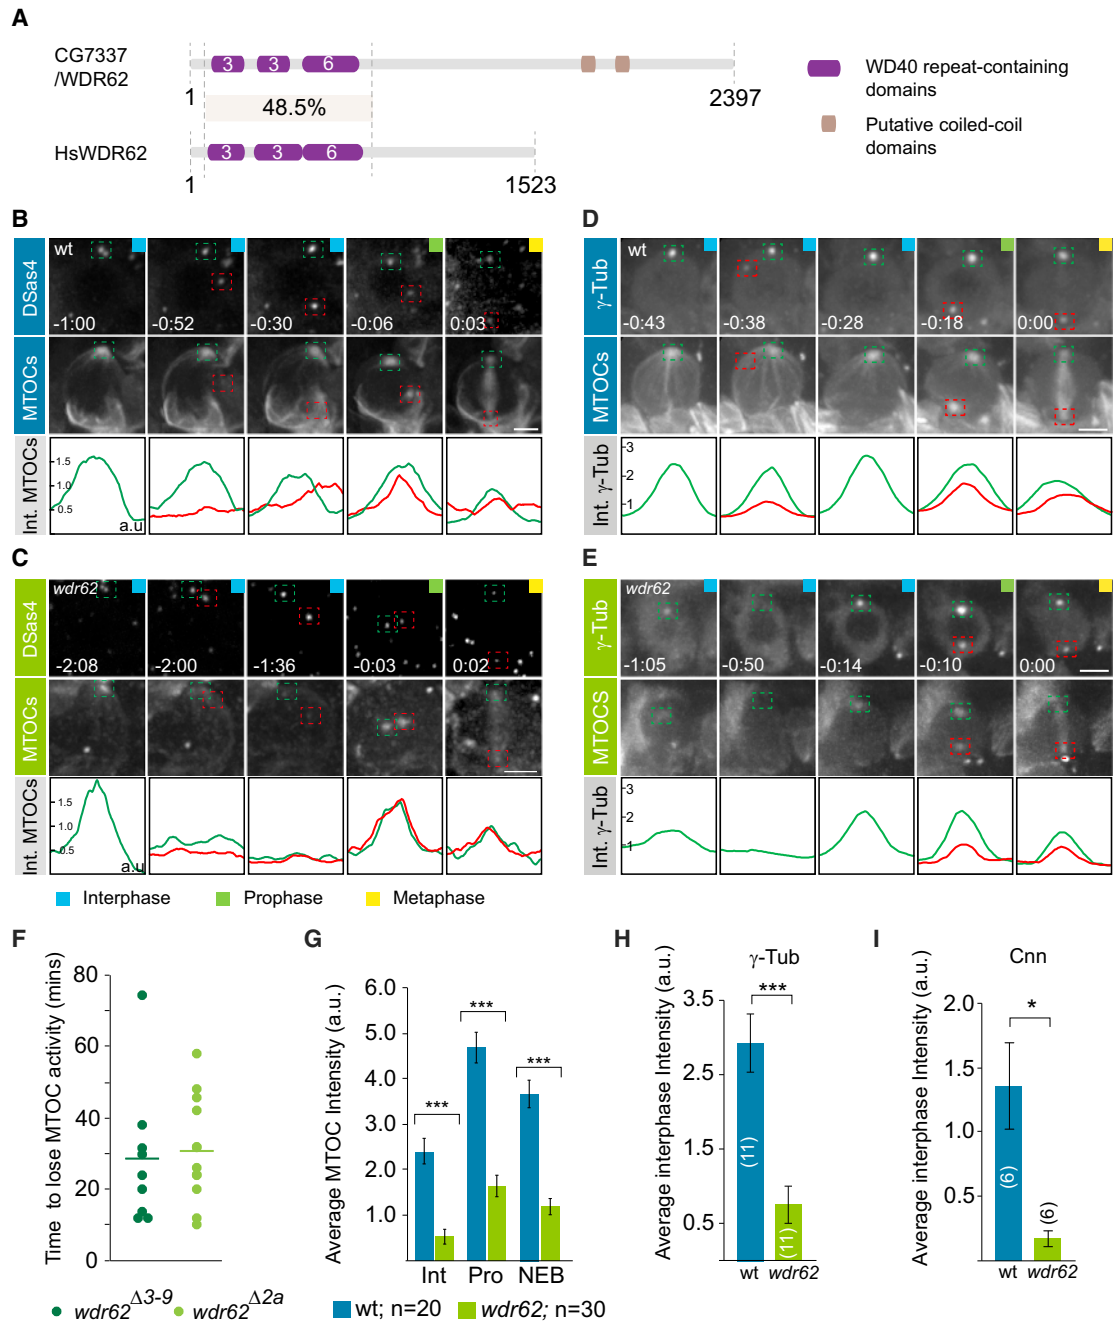 A
CG7337
/WDR62
3 3 6
1
2397
48.5%
HsWDR62
3 3 6
1
1523
WD40 repeat-containing
domains
Putative coiled-coil
domains
B
DSas4
wt
-1:00
-0:52
-0:30
-0:06
0:03
MTOCs
Int. MTOCs
1.5
0.5
a.u
D
γ-Tub
wt
-0:43
-0:38
-0:28
-0:18
0:00
MTOCs
Int. γ-Tub
3
2
1
C
DSas4
wdr62
-2:08
-2:00
-1:36
-0:03
0:02
MTOCs
Int. MTOCs
1.5
1.0
0.5
a.u
E
γ-Tub
wdr62
-1:05
-0:50
-0:14
-0:10
0:00
MTOCS
Int. γ-Tub
3
2
1
Interphase
Prophase
Metaphase
F
Time to lose MTOC activity (mins)
80
60
40
20
0
wdr62Δ3-9
wdr62Δ2a
G
Average MTOC Intensity (a.u.)
6.0
5.0
4.0
3.0
2.0
1.0
***
***
***
Int
Pro
NEB
wt; n=20
wdr62; n=30
H
γ-Tub
Average interphase Intensity (a.u.)
3.5
2.5
1.5
0.5
***
(11)
(11)
wt
wdr62
I
Cnn
Average interphase Intensity (a.u.)
2.0
1.5
1.0
0.5
*
(6)
(6)
wt
wdr62